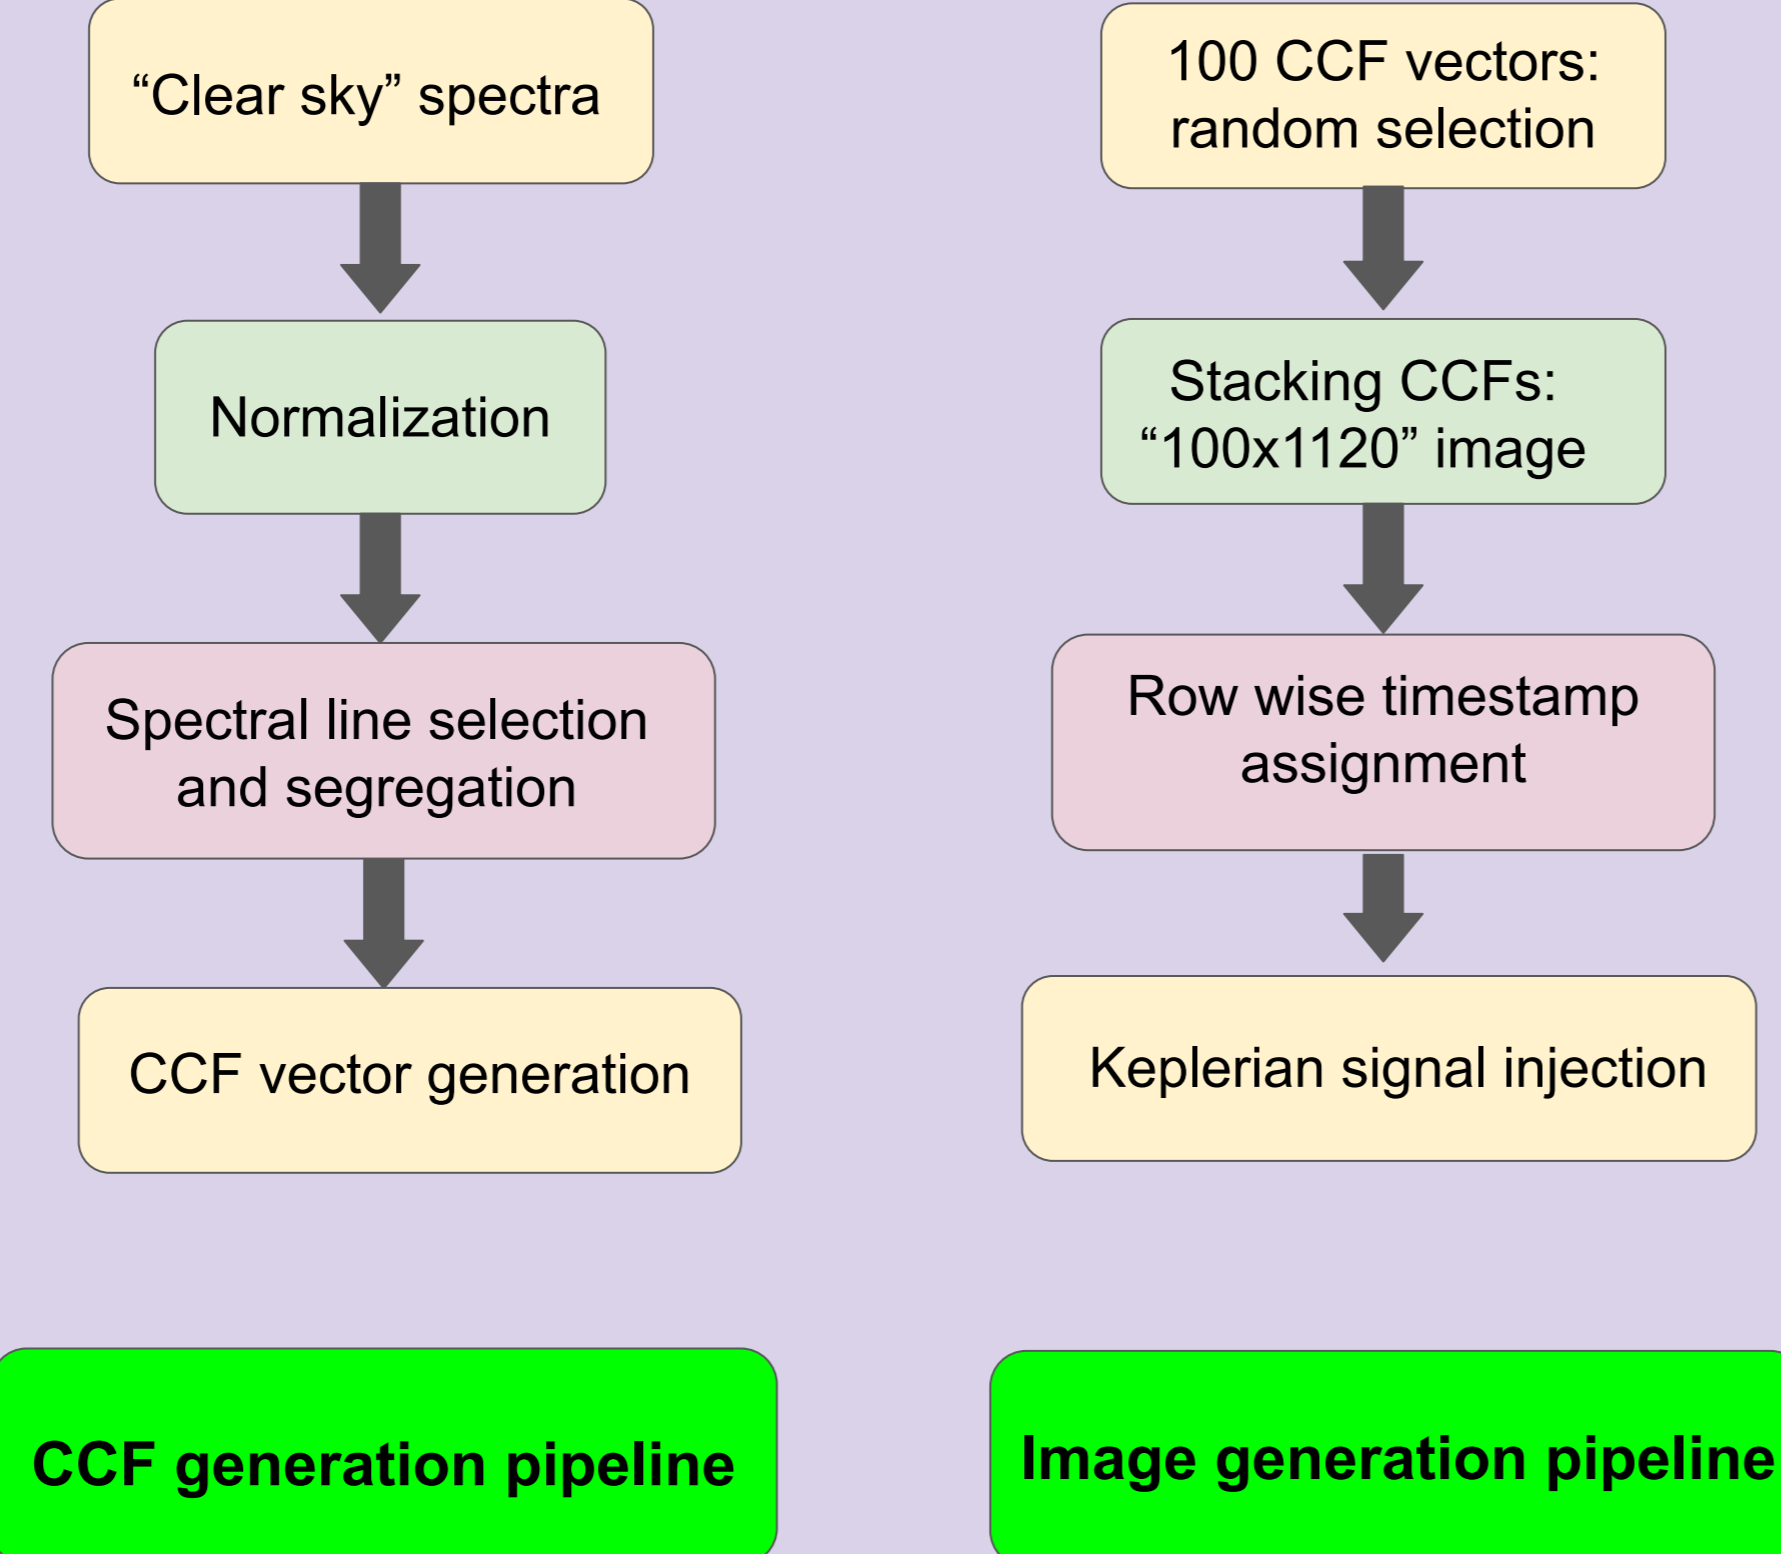 “Clear sky” spectra
Normalization
Spectral line selection
and segregation
CCF vector generation
CCF generation pipeline
100 CCF vectors:
random selection
Stacking CCFs:
“100x1120” image
Row wise timestamp
assignment
Keplerian signal injection
Image generation pipeline